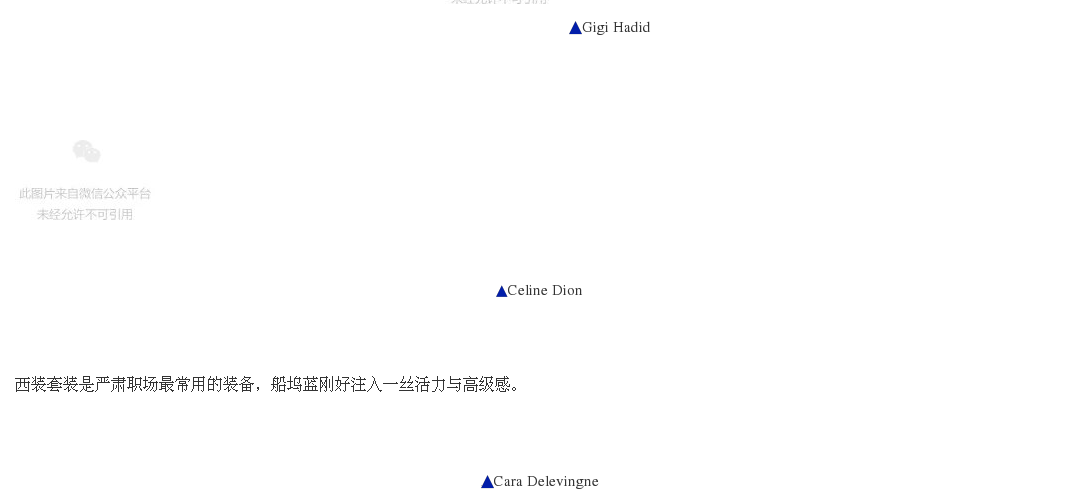 ▲Gigi Hadid
此图片来自微信公众平台
未经允许不可引用
▲Celine Dion
西装套装是严肃职场最常用的装备，船坞蓝刚好注入一丝活力与高级感。
▲Cara Delevingne